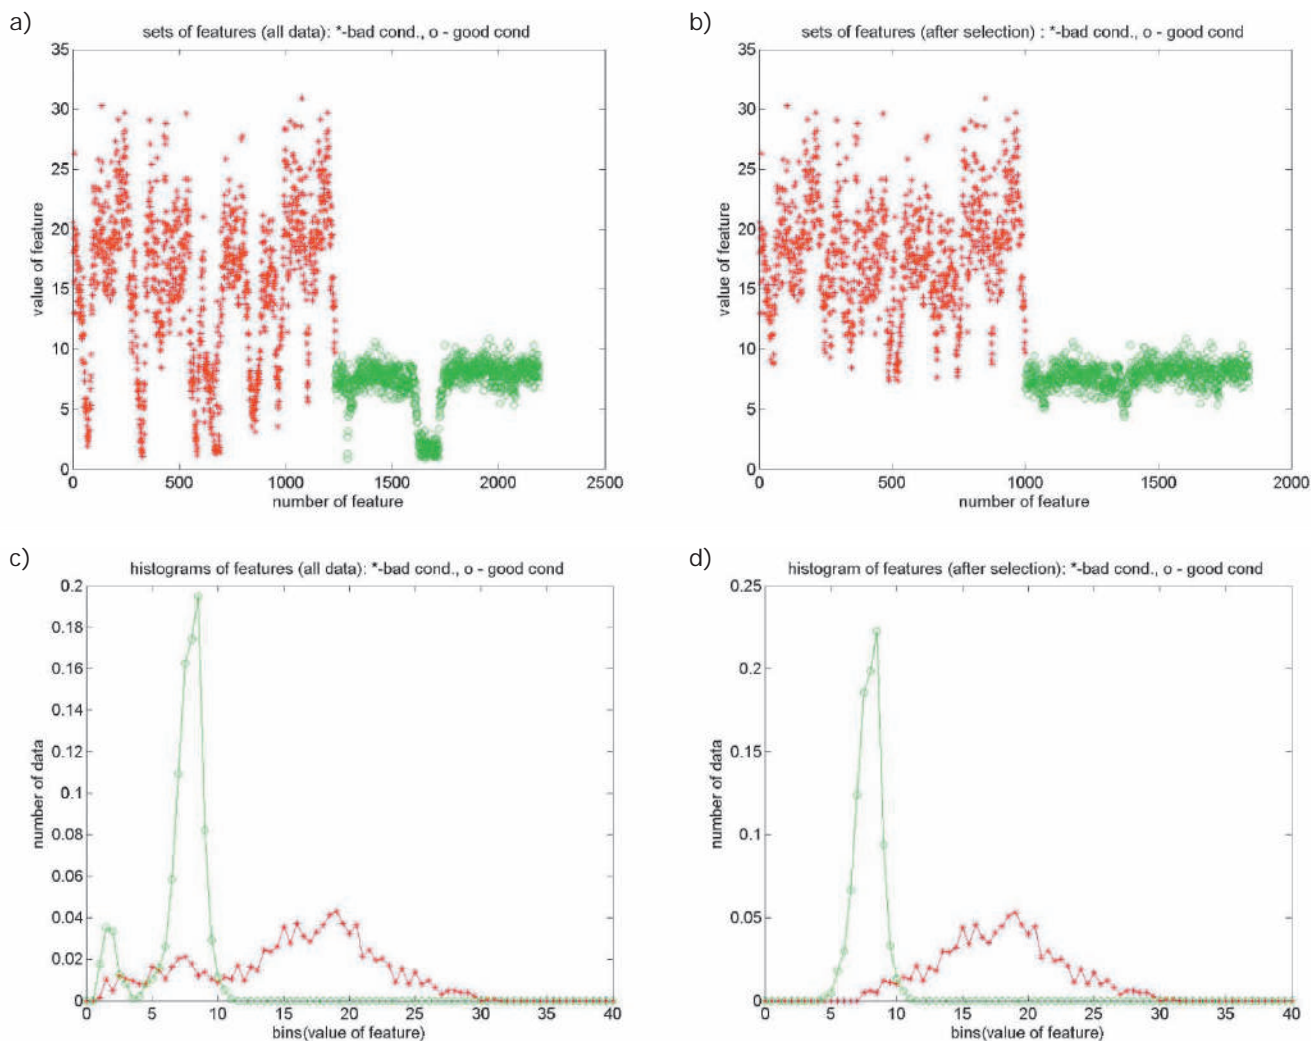 a)
sets of features (all data): *-bad cond., o - good cond
35
30
25
20
15
10
5
0
value of feature
0 500 1000 1500 2000 2500
number of feature
b)
sets of features (after selection) : *-bad cond., o - good cond
35
30
25
20
15
10
5
0
value of feature
0 500 1000 1500 2000
number of feature
c)
histograms of features (all data): *-bad cond., o - good cond
0.2
0.18
0.16
0.14
0.12
0.1
0.08
0.06
0.04
0.02
0
number of data
0 5 10 15 20 25 30 35 40
bins(value of feature)
d)
histogram of features (after selection): *-bad cond., o - good cond
0.25
0.2
0.15
0.1
0.05
0
number of data
0 5 10 15 20 25 30 35 40
bins(value of feature)